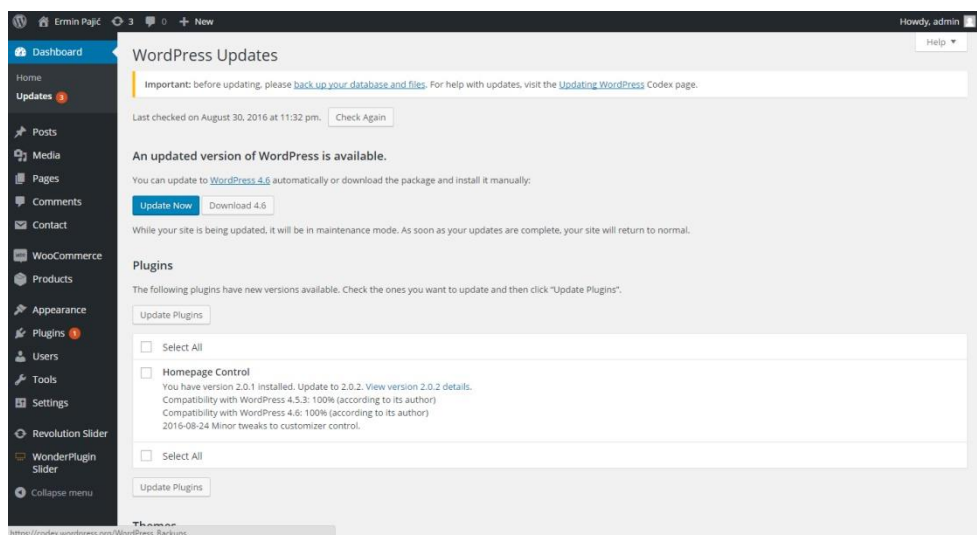 Ermin Pajić 3 0 + New
Howdy, admin
Help
Dashboard
Home
Updates 3
Posts
Media
Pages
Comments
Contact
WooCommerce
Products
Appearance
Plugins 1
Users
Tools
Settings
Revolution Slider
WonderPlugin
Slider
Collapse menu
WordPress Updates
Important: before updating, please back up your database and files. For help with updates, visit the Updating WordPress Codex page.
Last checked on August 30, 2016 at 11:32 pm. Check Again
An updated version of WordPress is available.
You can update to WordPress 4.6 automatically or download the package and install it manually:
Update Now Download 4.6
While your site is being updated, it will be in maintenance mode. As soon as your updates are complete, your site will return to normal.
Plugins
The following plugins have new versions available. Check the ones you want to update and then click “Update Plugins”.
Update Plugins
Select All
Homepage Control
You have version 2.0.1 installed. Update to 2.0.2. View version 2.0.2 details.
Compatibility with WordPress 4.5.3: 100% (according to its author)
Compatibility with WordPress 4.6: 100% (according to its author)
2016-08-24 Minor tweaks to customizer control.
Select All
Update Plugins
Themes
https://codex.wordpress.org/WordPress_Backups